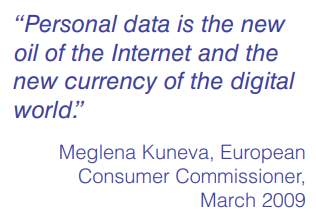 “Personal data is the new
oil of the Internet and the
new currency of the digital
world.”
Meglena Kuneva, European
Consumer Commissioner,
March 2009